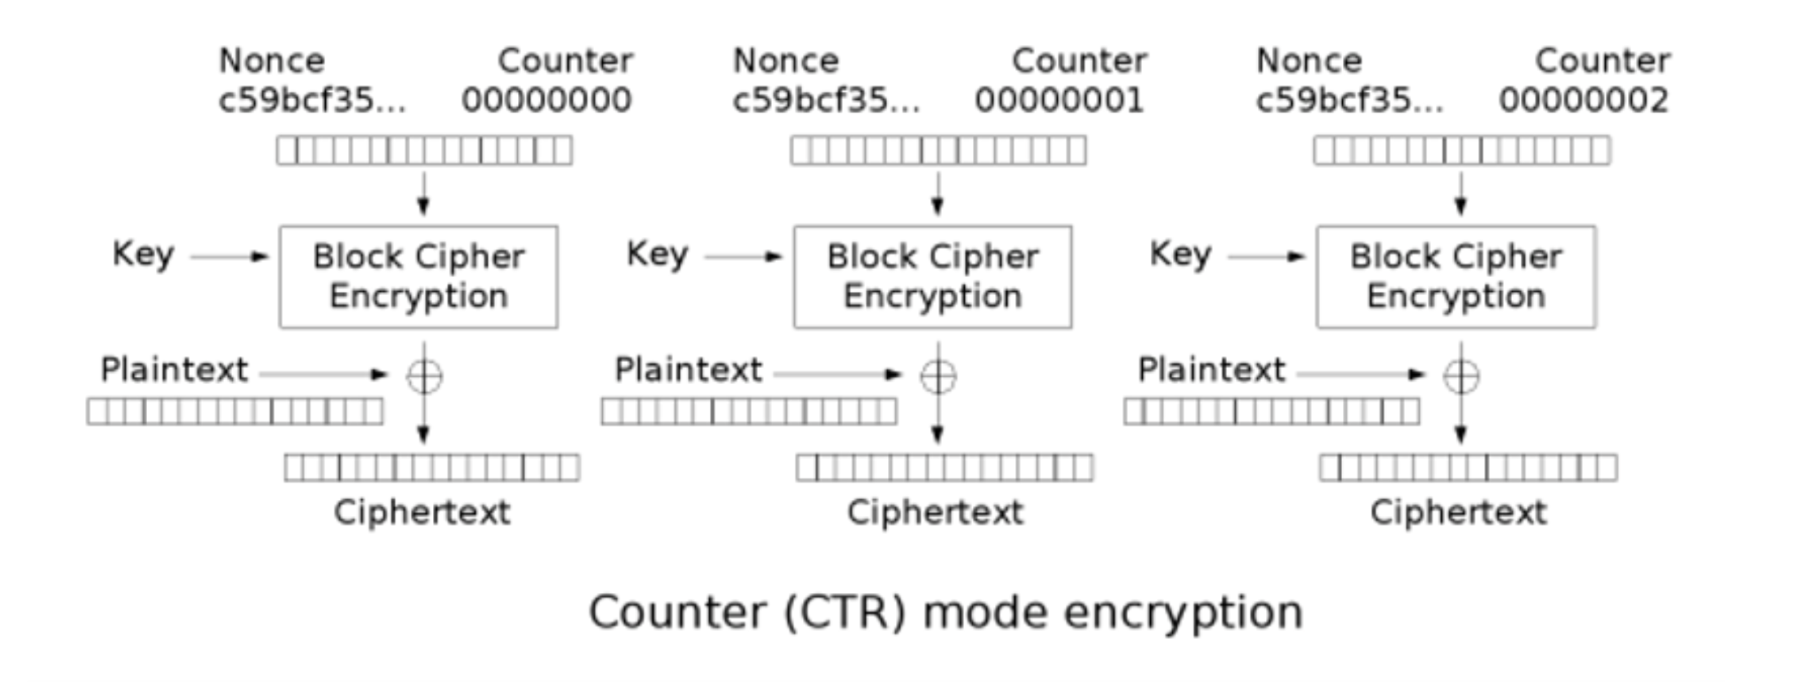 Nonce Counter Nonce Counter Nonce Counter
c59bcf35... 00000000 c59bcf35... 00000001 c59bcf35... 00000002
Key Block Cipher Key Block Cipher Key Block Cipher
Encryption Encryption Encryption
Plaintext Plaintext Plaintext
Ciphertext Ciphertext Ciphertext
Counter (CTR) mode encryption